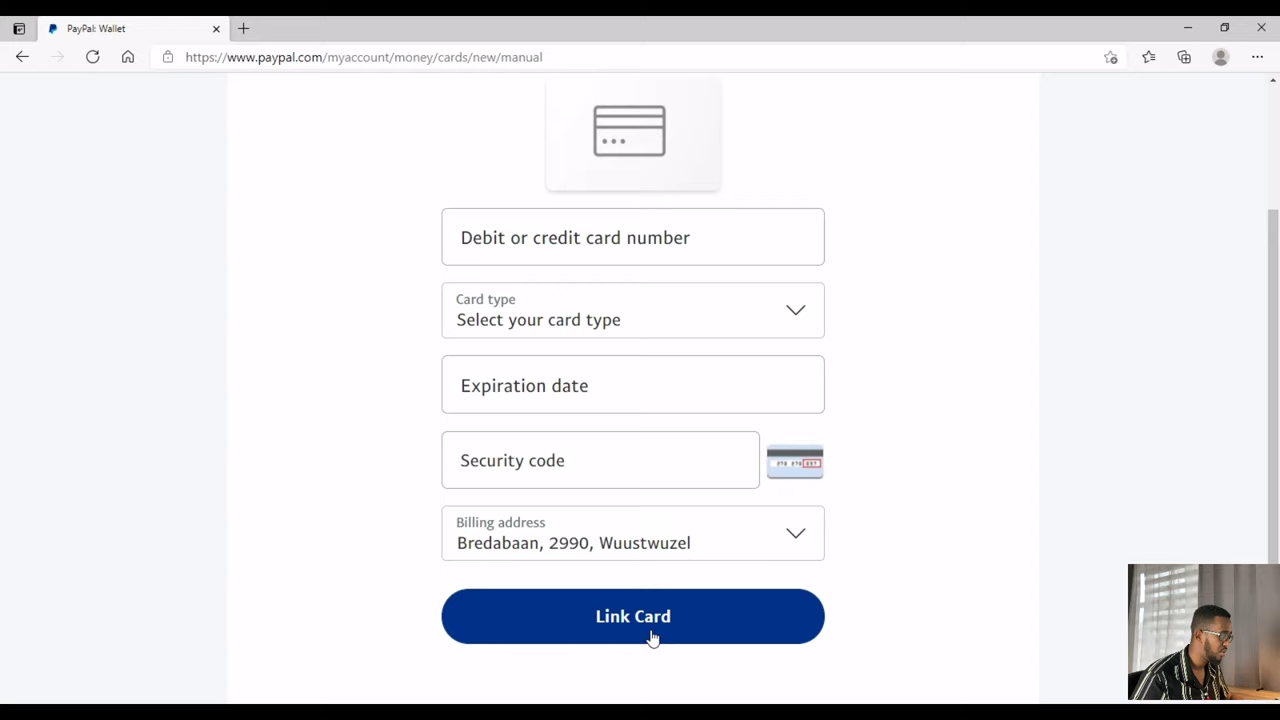 PayPal: Wallet
https://www.paypal.com/myaccount/money/cards/new/manual
Debit or credit card number
Card type
Select your card type
Expiration date
Security code
Billing address
Bredabaan, 2990, Wuustwuzel
Link Card